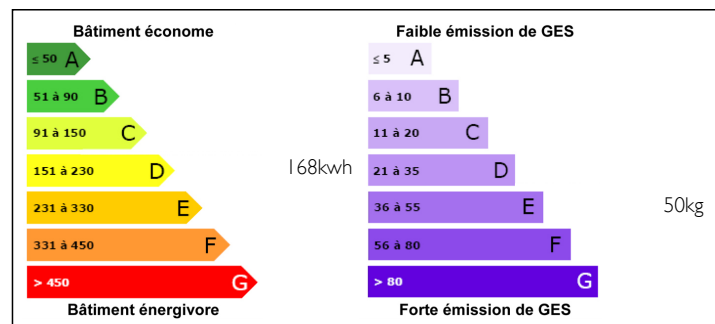 Bâtiment économe
≤ 50 A
51 à 90 B
91 à 150 C
151 à 230 D
168kwh
231 à 330 E
331 à 450 F
> 450 G
Bâtiment énergivore
Faible émission de GES
≤ 5 A
6 à 10 B
11 à 20 C
21 à 35 D
36 à 55 E
50kg
56 à 80 F
> 80 G
Forte émission de GES